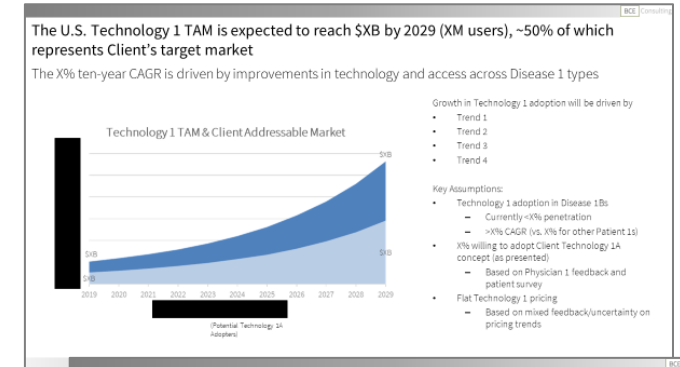 BCE Consulting
The U.S. Technology 1 TAM is expected to reach $XB by 2029 (XM users), ~50% of which
represents Client's target market
The X% ten-year CAGR is driven by improvements in technology and access across Disease 1 types
Technology 1 TAM & Client Addressable Market
$XB
$XB
$XB
$XB
2019 2020 2021 2022 2023 2024 2025 2026 2027 2028 2029
(Potential Technology 1A
Adopters)
Growth in Technology 1 adoption will be driven by
• Trend 1
• Trend 2
• Trend 3
• Trend 4
Key Assumptions:
• Technology 1 adoption in Disease 1Bs
– Currently <X% penetration
– >X% CAGR (vs. X% for other Patient 1s)
• X% willing to adopt Client Technology 1A
concept (as presented)
– Based on Physician 1 feedback and
patient survey
• Flat Technology 1 pricing
– Based on mixed feedback/uncertainty on
pricing trends
BCE